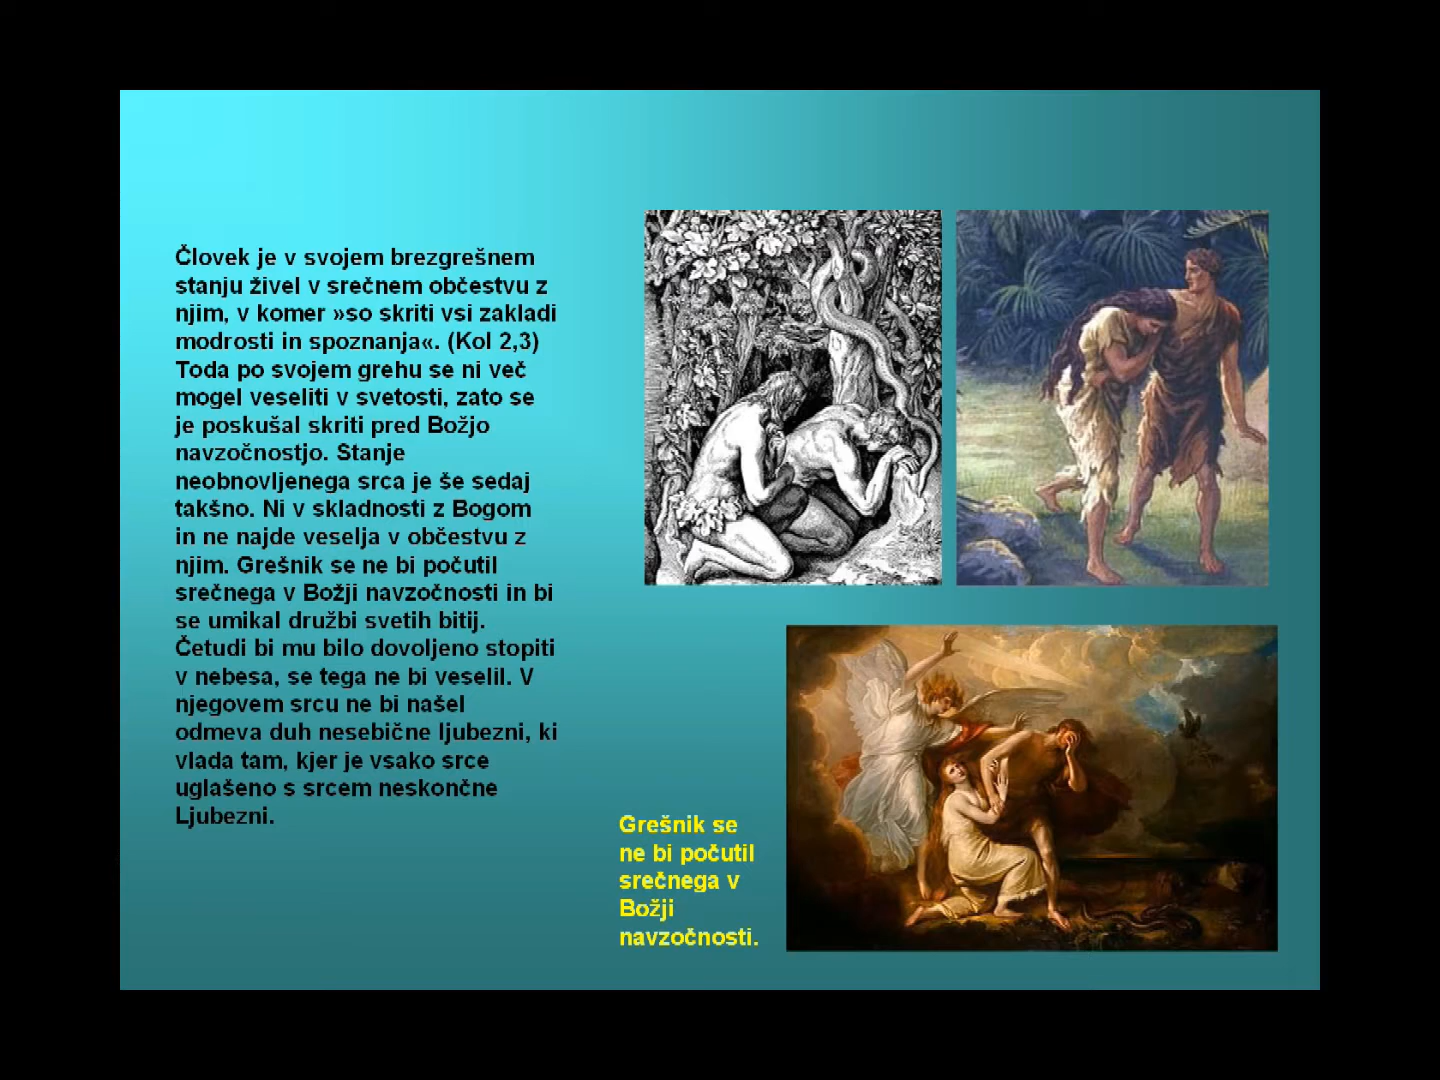 Človek je v svojem brezgrešnem
stanju živel v srečnem občestvu z
njim, v komer »so skriti vsi zakladi
modrosti in spoznanja«. (Kol 2,3)
Toda po svojem grehu se ni več
mogel veseliti v svetosti, zato se
je poskušal skriti pred Božjo
navzočnostjo. Stanje
neobnovljenega srca je še sedaj
takšno. Ni v skladnosti z Bogom
in ne najde veselja v občestvu z
njim. Grešnik se ne bi počutil
srečnega v Božji navzočnosti in bi
se umikal družbi svetih bitij.
Četudi bi mu bilo dovoljeno stopiti
v nebesa, se tega ne bi veselil. V
njegovem srcu ne bi našel
odmeva duh nesebične ljubezni, ki
vlada tam, kjer je vsako srce
uglašeno s srcem neskončne
Ljubezni.
Grešnik se
ne bi počutil
srečnega v
Božji
navzočnosti.